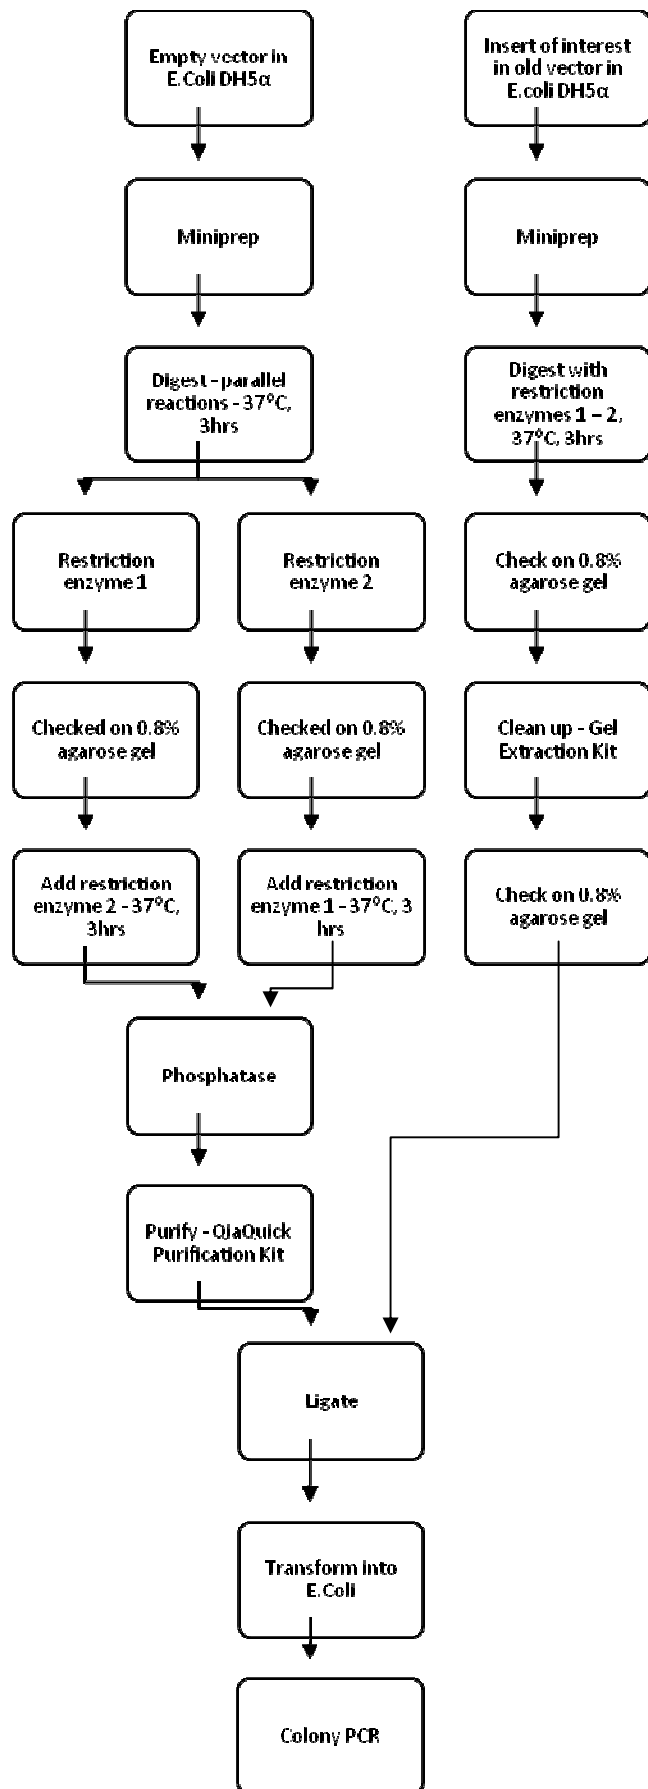 Empty vector in
E.Coli DH5α
Insert of interest
in old vector in
E.coli DH5α
Miniprep
Miniprep
Digest - parallel
reactions - 37⁰C,
3hrs
Digest with
restriction
enzymes 1 – 2,
37⁰C, 3hrs
Restriction
enzyme 1
Restriction
enzyme 2
Check on 0.8%
agarose gel
Checked on 0.8%
agarose gel
Checked on 0.8%
agarose gel
Clean up - Gel
Extraction Kit
Add restriction
enzyme 2 - 37⁰C,
3hrs
Add restriction
enzyme 1 - 37⁰C, 3
hrs
Check on 0.8%
agarose gel
Phosphatase
Purify - QiaQuick
Purification Kit
Ligate
Transform into
E.Coli
Colony PCR